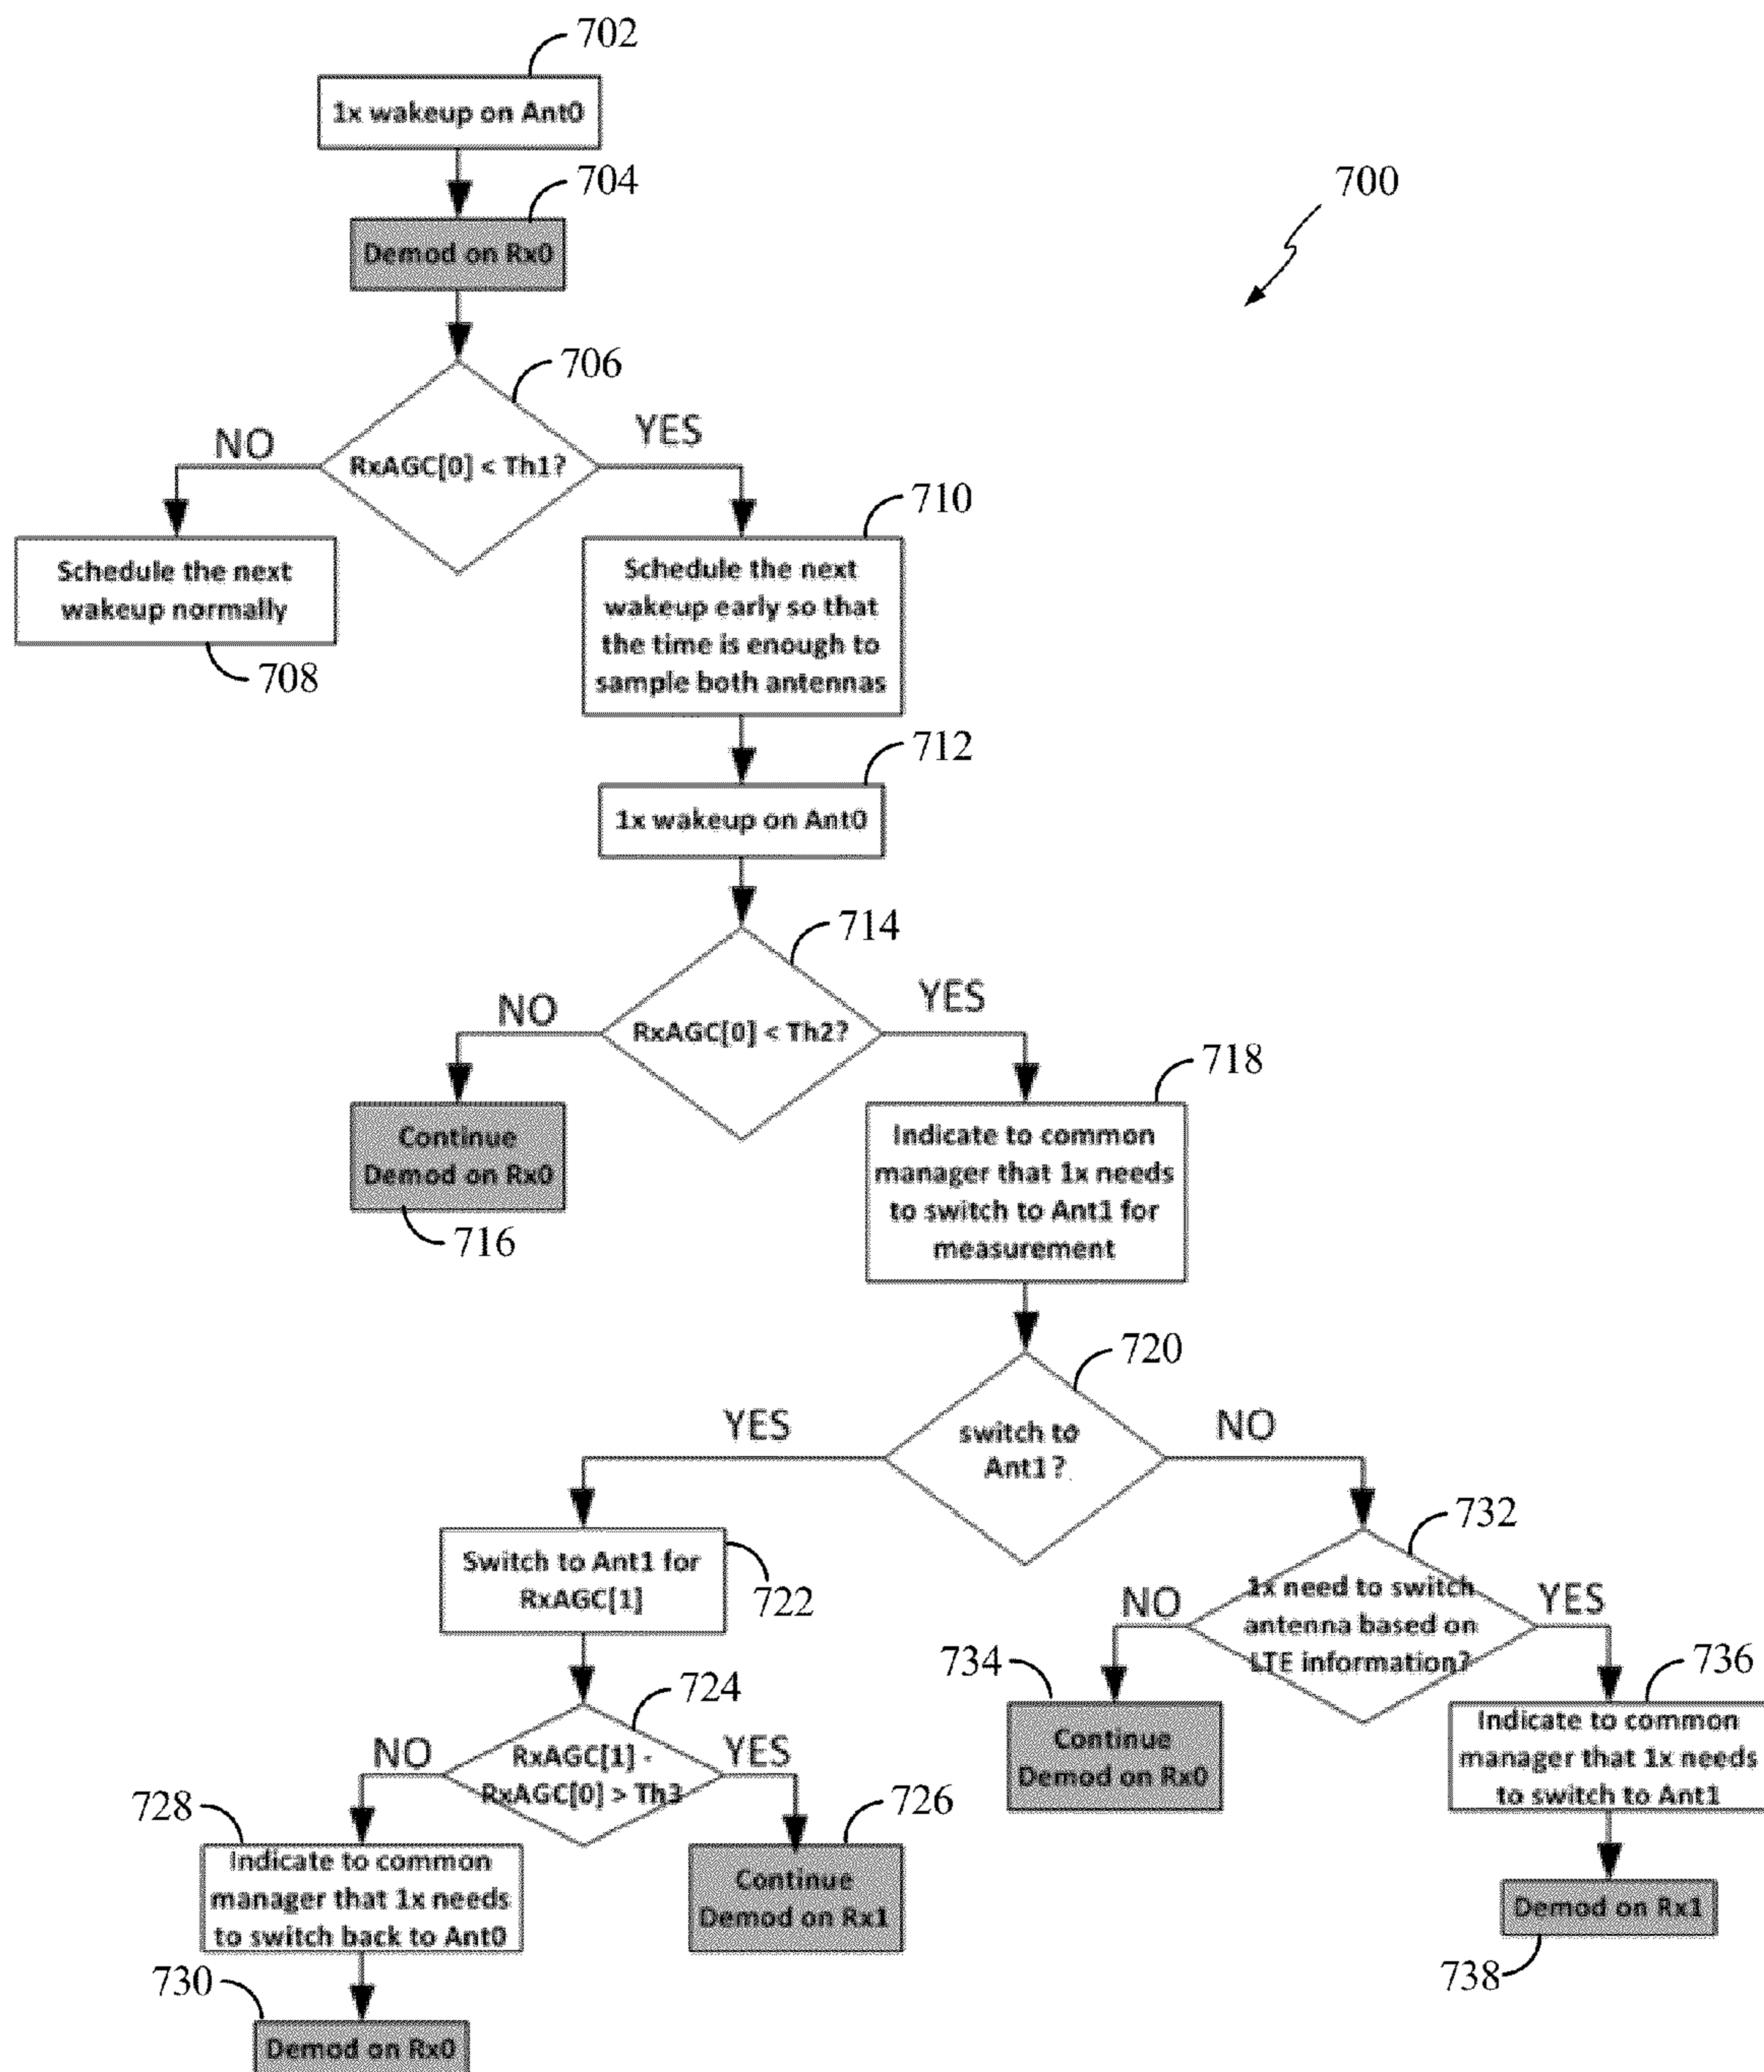 702
1x wakeup on Ant0
704
700
Demod on Rx0
706
NO
YES
RxAGC[0] < Th1?
710
Schedule the next
wakeup normally
708
Schedule the next
wakeup early so that
the time is enough to
sample both antennas
712
1x wakeup on Ant0
714
NO
YES
RxAGC[0] < Th2?
718
Continue
Demod on Rx0
716
Indicate to common
manager that 1x needs
to switch to Ant1 for
measurement
720
YES
NO
switch to
Ant1?
732
Switch to Ant1 for
RxAGC[1]
722
1x need to switch
antenna based on
LTE information?
NO
YES
734
736
724
Continue
Demod on Rx0
Indicate to common
manager that 1x needs
to switch to Ant1
NO
YES
RxAGC[1] -
RxAGC[0] > Th3
728
726
Indicate to common
manager that 1x needs
to switch back to Ant0
Continue
Demod on Rx1
Demod on Rx1
738
730
Demod on Rx0